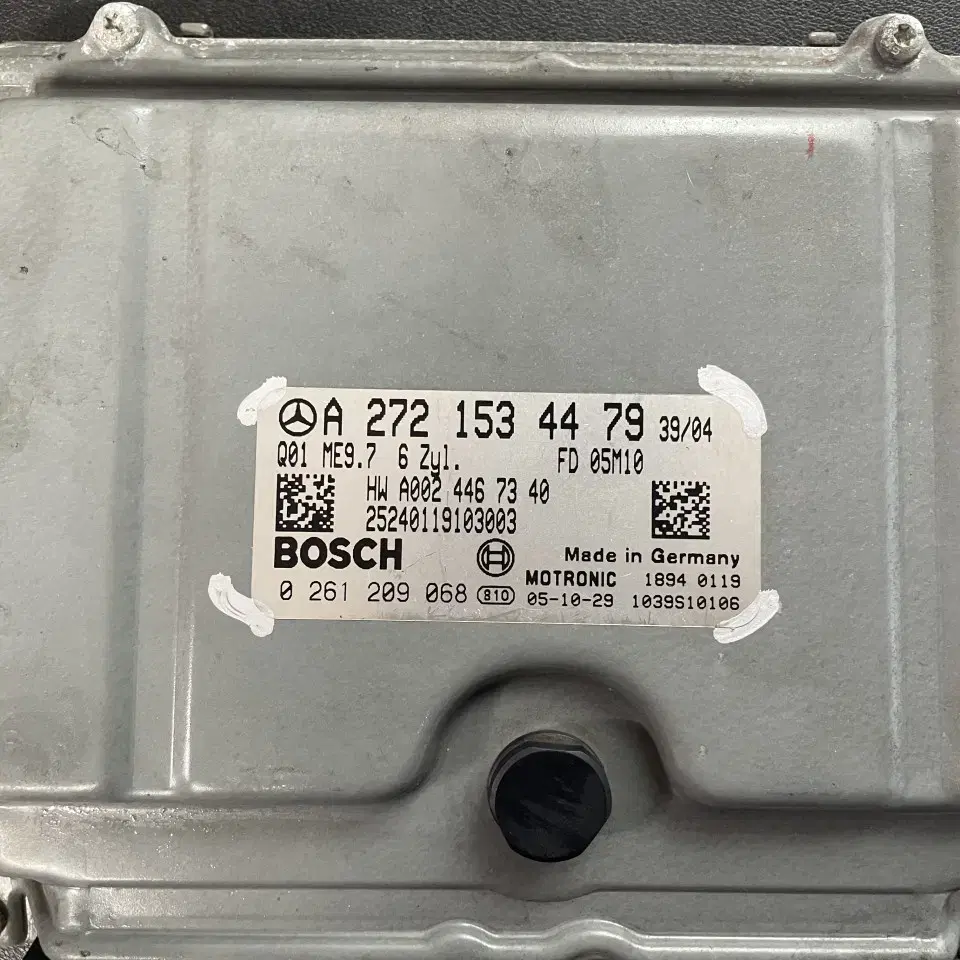 A 272 153 44 79 39/04
Q01 ME9.7 6 Zyl. FD 05M10
HW A002 446 73 40
25240119103003
BOSCH Made in Germany
MOTRONIC 1894 0119
0 261 209 068 S10 05-10-29 1039S10106